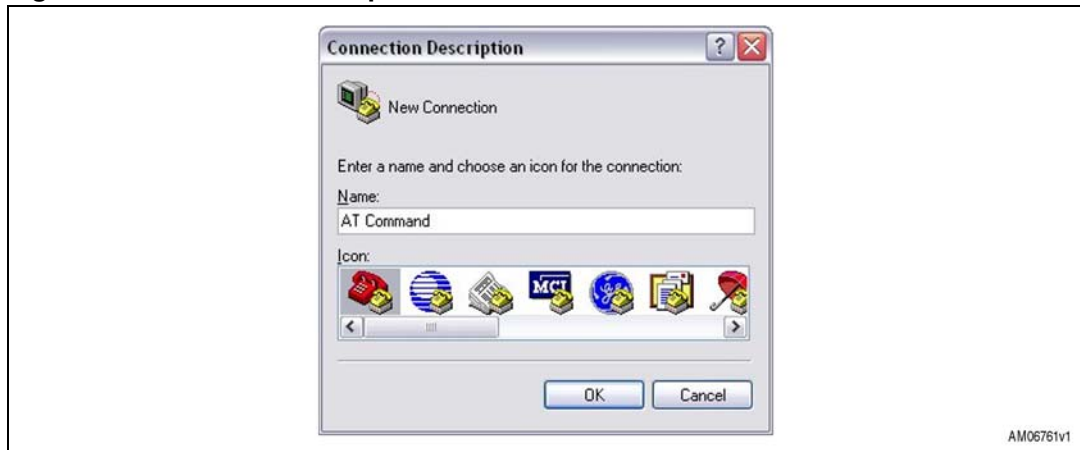 Connection Description
New Connection
Enter a name and choose an icon for the connection:
Name:
AT Command
Icon:
MCI
OK
Cancel
AM06761v1